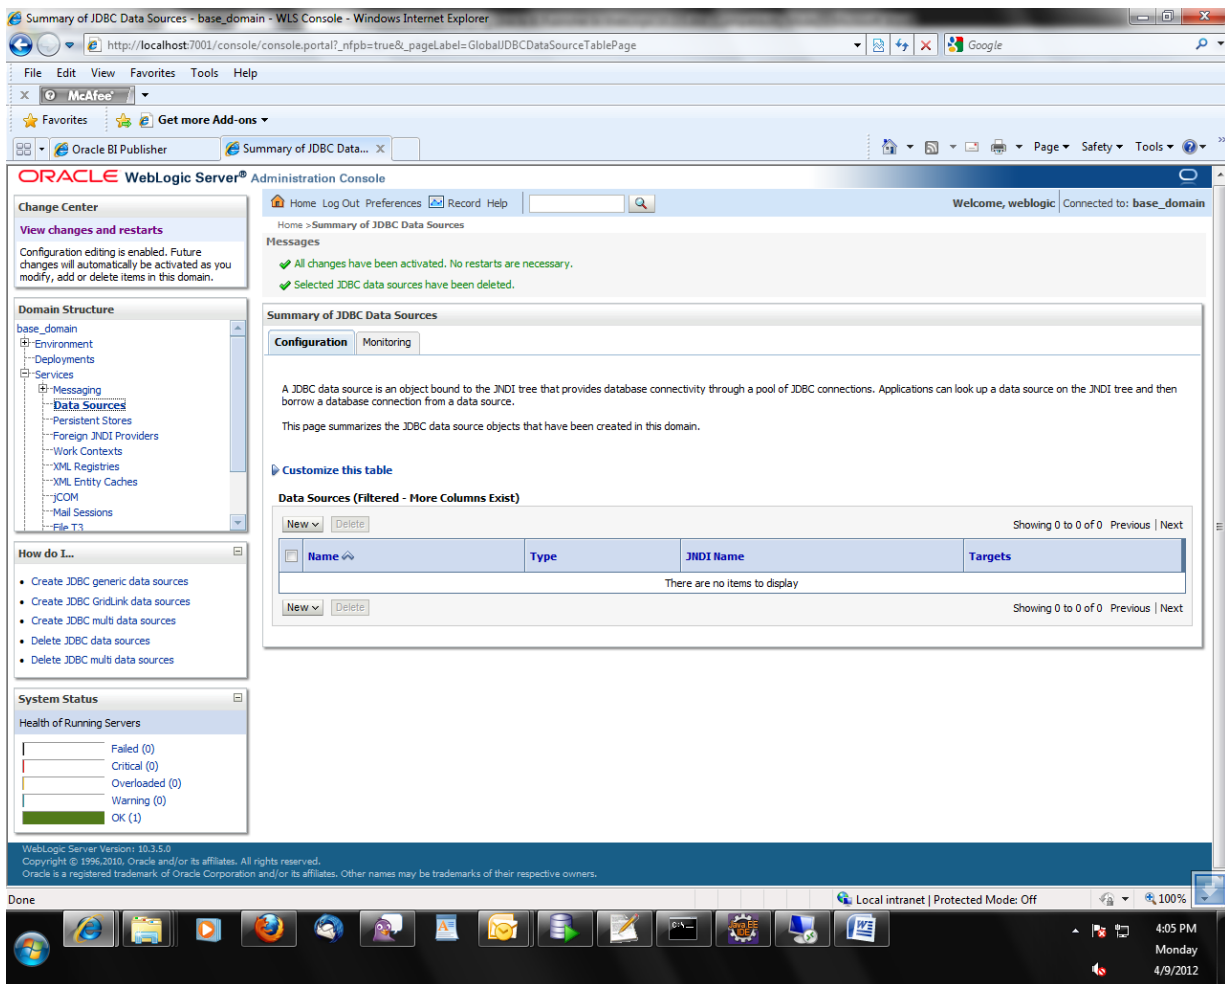 Summary of JDBC Data Sources - base_domain - WLS Console - Windows Internet Explorer
http://localhost:7001/console/console.portal?_nfpb=true&_pageLabel=GlobalJDBCDataSourceTablePage
Google
File Edit View Favorites Tools Help
x McAfee
Favorites Get more Add-ons
Oracle BI Publisher
Summary of JDBC Data... X
Page Safety Tools
ORACLE WebLogic Server® Administration Console
Change Center
View changes and restarts
Configuration editing is enabled. Future
changes will automatically be activated as you
modify, add or delete items in this domain.
Domain Structure
base_domain
Environment
Deployments
Services
Messaging
Data Sources
Persistent Stores
Foreign JNDI Providers
Work Contexts
XML Registries
XML Entity Caches
jCOM
Mail Sessions
File T3
How do I...
Create JDBC generic data sources
Create JDBC GridLink data sources
Create JDBC multi data sources
Delete JDBC data sources
Delete JDBC multi data sources
System Status
Health of Running Servers
Failed (0)
Critical (0)
Overloaded (0)
Warning (0)
OK (1)
Home Log Out Preferences Record Help
Welcome, weblogic Connected to: base_domain
Home >Summary of JDBC Data Sources
Messages
All changes have been activated. No restarts are necessary.
Selected JDBC data sources have been deleted.
Summary of JDBC Data Sources
Configuration Monitoring
A JDBC data source is an object bound to the JNDI tree that provides database connectivity through a pool of JDBC connections. Applications can look up a data source on the JNDI tree and then
borrow a database connection from a data source.
This page summarizes the JDBC data source objects that have been created in this domain.
Customize this table
Data Sources (Filtered - More Columns Exist)
New Delete Showing 0 to 0 of 0 Previous | Next
Name Type JNDI Name Targets
There are no items to display
New Delete Showing 0 to 0 of 0 Previous | Next
WebLogic Server Version: 10.3.5.0
Copyright © 1996,2010, Oracle and/or its affiliates. All rights reserved.
Oracle is a registered trademark of Oracle Corporation and/or its affiliates. Other names may be trademarks of their respective owners.
Done
Local intranet | Protected Mode: Off
100%
C:\_
Java EE
IDE
4:05 PM
Monday
4/9/2012